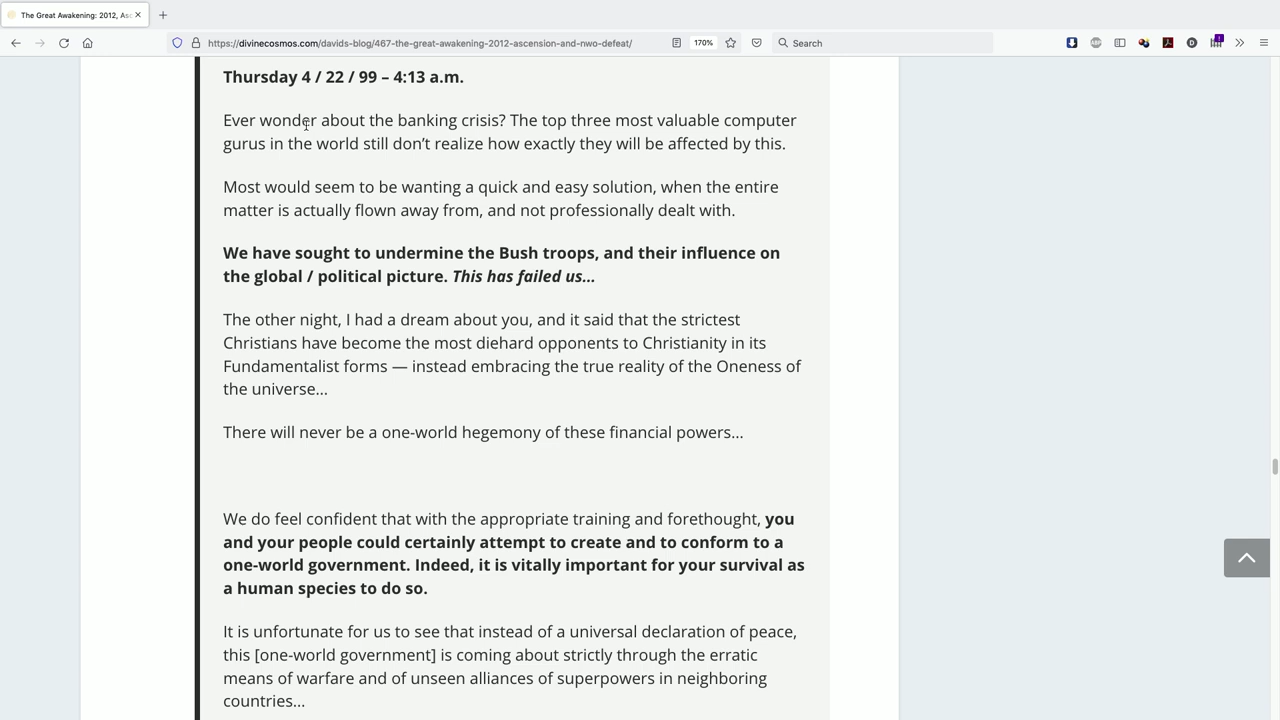 The Great Awakening: 2012, Asc
https://divinecosmos.com/davids-blog/467-the-great-awakening-2012-ascension-and-nwo-defeat/
170%
Search
Thursday 4 / 22 / 99 – 4:13 a.m.
Ever wonder about the banking crisis? The top three most valuable computer
gurus in the world still don’t realize how exactly they will be affected by this.
Most would seem to be wanting a quick and easy solution, when the entire
matter is actually flown away from, and not professionally dealt with.
We have sought to undermine the Bush troops, and their influence on
the global / political picture. This has failed us…
The other night, I had a dream about you, and it said that the strictest
Christians have become the most diehard opponents to Christianity in its
Fundamentalist forms — instead embracing the true reality of the Oneness of
the universe…
There will never be a one-world hegemony of these financial powers…
We do feel confident that with the appropriate training and forethought, you
and your people could certainly attempt to create and to conform to a
one-world government. Indeed, it is vitally important for your survival as
a human species to do so.
It is unfortunate for us to see that instead of a universal declaration of peace,
this [one-world government] is coming about strictly through the erratic
means of warfare and of unseen alliances of superpowers in neighboring
countries…